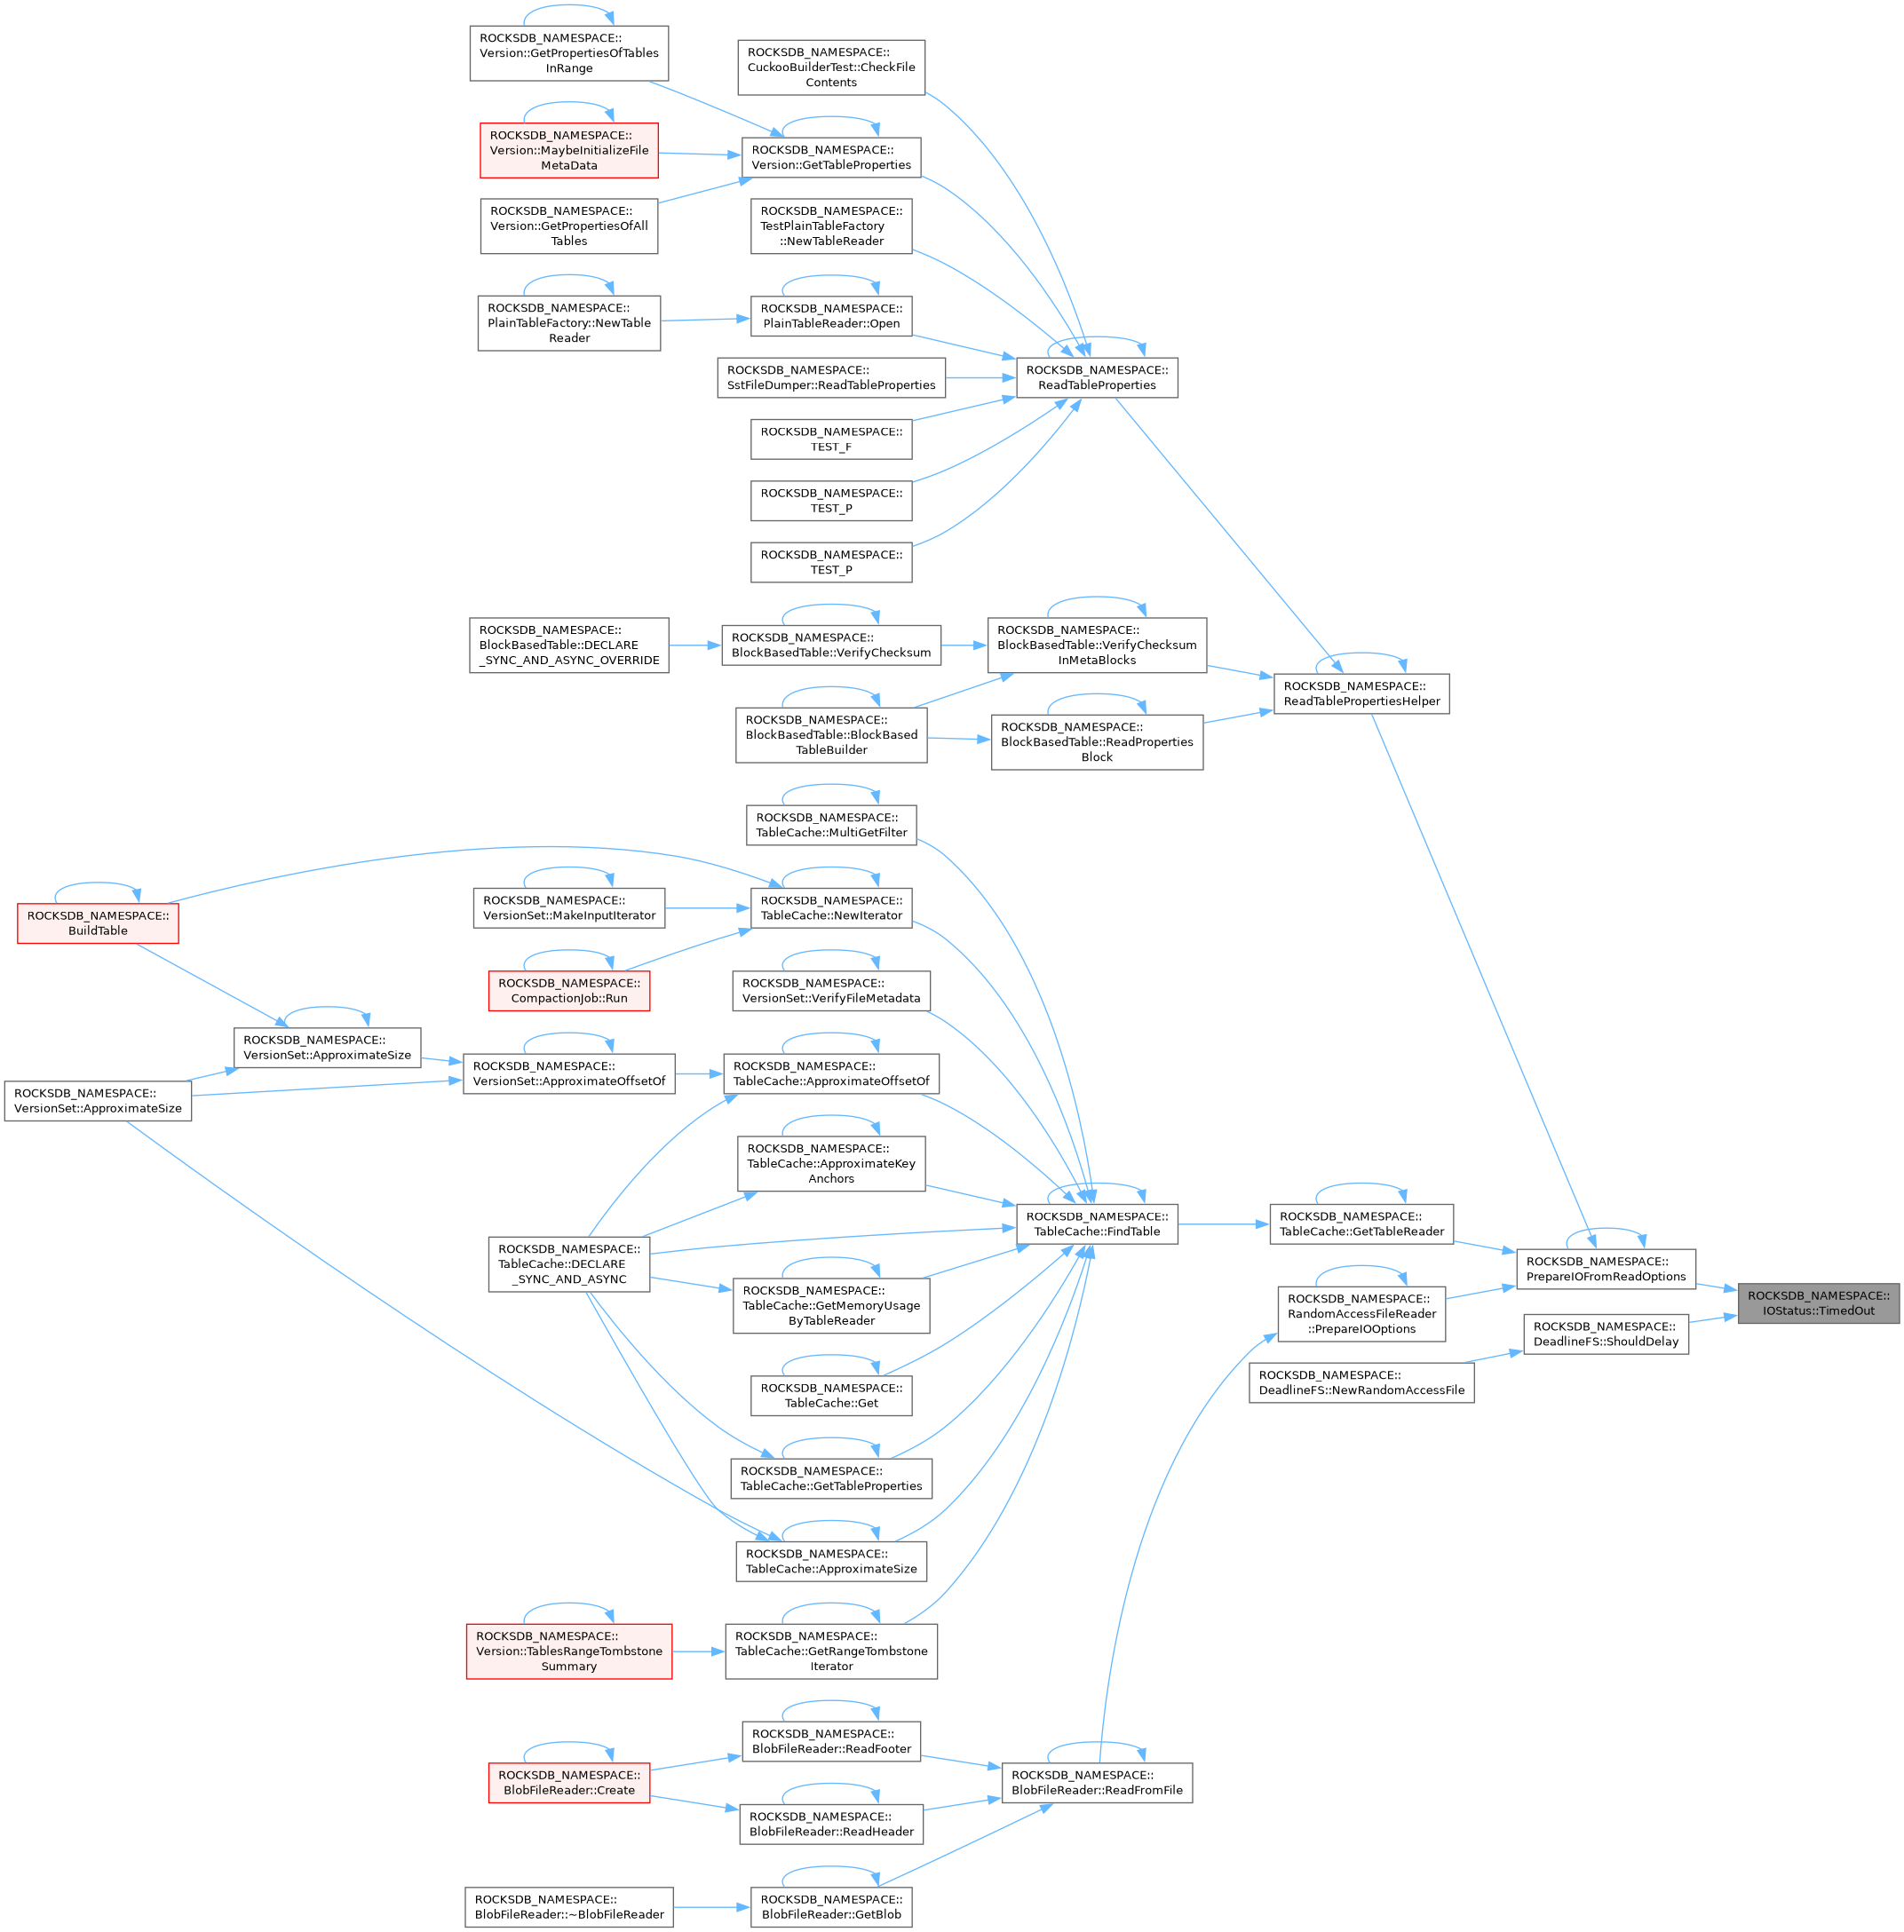 ROCKSDB_NAMESPACE::
Version::GetPropertiesOfTables
InRange
ROCKSDB_NAMESPACE::
CuckooBuilderTest::CheckFile
Contents
ROCKSDB_NAMESPACE::
Version::MaybeInitializeFile
MetaData
ROCKSDB_NAMESPACE::
Version::GetTableProperties
ROCKSDB_NAMESPACE::
Version::GetPropertiesOfAll
Tables
ROCKSDB_NAMESPACE::
TestPlainTableFactory
::NewTableReader
ROCKSDB_NAMESPACE::
PlainTableFactory::NewTable
Reader
ROCKSDB_NAMESPACE::
PlainTableReader::Open
ROCKSDB_NAMESPACE::
SstFileDumper::ReadTableProperties
ROCKSDB_NAMESPACE::
ReadTableProperties
ROCKSDB_NAMESPACE::
TEST_F
ROCKSDB_NAMESPACE::
TEST_P
ROCKSDB_NAMESPACE::
TEST_P
ROCKSDB_NAMESPACE::
BlockBasedTable::DECLARE
_SYNC_AND_ASYNC_OVERRIDE
ROCKSDB_NAMESPACE::
BlockBasedTable::VerifyChecksum
ROCKSDB_NAMESPACE::
BlockBasedTable::VerifyChecksum
InMetaBlocks
ROCKSDB_NAMESPACE::
ReadTablePropertiesHelper
ROCKSDB_NAMESPACE::
BlockBasedTable::BlockBased
TableBuilder
ROCKSDB_NAMESPACE::
BlockBasedTable::ReadProperties
Block
ROCKSDB_NAMESPACE::
TableCache::MultiGetFilter
ROCKSDB_NAMESPACE::
BuildTable
ROCKSDB_NAMESPACE::
VersionSet::MakeInputIterator
ROCKSDB_NAMESPACE::
TableCache::NewIterator
ROCKSDB_NAMESPACE::
CompactionJob::Run
ROCKSDB_NAMESPACE::
VersionSet::VerifyFileMetadata
ROCKSDB_NAMESPACE::
VersionSet::ApproximateSize
ROCKSDB_NAMESPACE::
VersionSet::ApproximateOffsetOf
ROCKSDB_NAMESPACE::
TableCache::ApproximateOffsetOf
ROCKSDB_NAMESPACE::
VersionSet::ApproximateSize
ROCKSDB_NAMESPACE::
TableCache::ApproximateKey
Anchors
ROCKSDB_NAMESPACE::
TableCache::FindTable
ROCKSDB_NAMESPACE::
TableCache::GetTableReader
ROCKSDB_NAMESPACE::
TableCache::DECLARE
_SYNC_AND_ASYNC
ROCKSDB_NAMESPACE::
PrepareIOFromReadOptions
ROCKSDB_NAMESPACE::
TableCache::GetMemoryUsage
ByTableReader
ROCKSDB_NAMESPACE::
RandomAccessFileReader
::PrepareIOOptions
ROCKSDB_NAMESPACE::
IOStatus::TimedOut
ROCKSDB_NAMESPACE::
DeadlineFS::ShouldDelay
ROCKSDB_NAMESPACE::
DeadlineFS::NewRandomAccessFile
ROCKSDB_NAMESPACE::
TableCache::Get
ROCKSDB_NAMESPACE::
TableCache::GetTableProperties
ROCKSDB_NAMESPACE::
TableCache::ApproximateSize
ROCKSDB_NAMESPACE::
Version::TablesRangeTombstone
Summary
ROCKSDB_NAMESPACE::
TableCache::GetRangeTombstone
Iterator
ROCKSDB_NAMESPACE::
BlobFileReader::ReadFooter
ROCKSDB_NAMESPACE::
BlobFileReader::Create
ROCKSDB_NAMESPACE::
BlobFileReader::ReadFromFile
ROCKSDB_NAMESPACE::
BlobFileReader::ReadHeader
ROCKSDB_NAMESPACE::
BlobFileReader::~BlobFileReader
ROCKSDB_NAMESPACE::
BlobFileReader::GetBlob